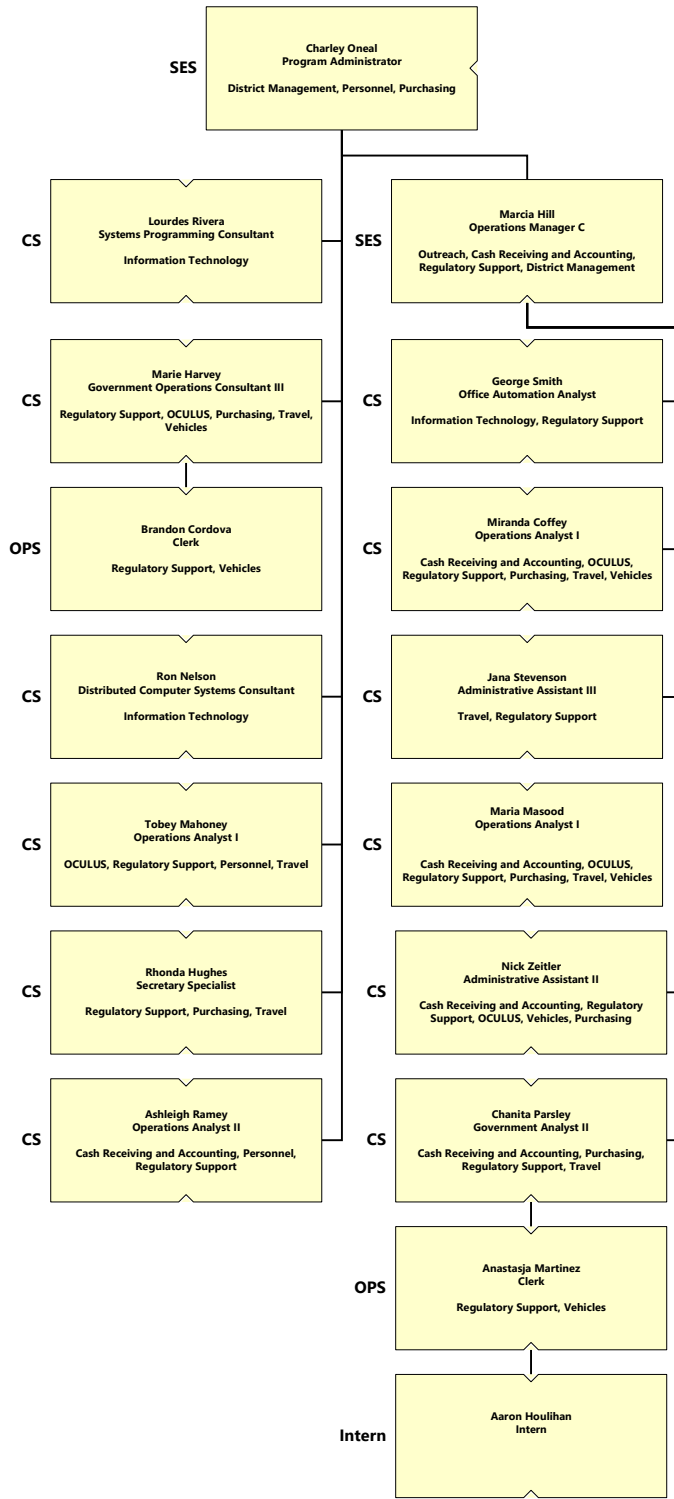 SES
Charley Oneal
Program Administrator
District Management, Personnel, Purchasing
CS
Lourdes Rivera
Systems Programming Consultant
Information Technology
SES
Marcia Hill
Operations Manager C
Outreach, Cash Receiving and Accounting,
Regulatory Support, District Management
CS
Marie Harvey
Government Operations Consultant III
Regulatory Support, OCULUS, Purchasing, Travel,
Vehicles
CS
George Smith
Office Automation Analyst
Information Technology, Regulatory Support
OPS
Brandon Cordova
Clerk
Regulatory Support, Vehicles
CS
Miranda Coffey
Operations Analyst I
Cash Receiving and Accounting, OCULUS,
Regulatory Support, Purchasing, Travel, Vehicles
CS
Ron Nelson
Distributed Computer Systems Consultant
Information Technology
CS
Jana Stevenson
Administrative Assistant III
Travel, Regulatory Support
CS
Tobey Mahoney
Operations Analyst I
OCULUS, Regulatory Support, Personnel, Travel
CS
Maria Masood
Operations Analyst I
Cash Receiving and Accounting, OCULUS,
Regulatory Support, Purchasing, Travel, Vehicles
CS
Rhonda Hughes
Secretary Specialist
Regulatory Support, Purchasing, Travel
CS
Nick Zeitler
Administrative Assistant II
Cash Receiving and Accounting, Regulatory
Support, OCULUS, Vehicles, Purchasing
CS
Ashleigh Ramey
Operations Analyst II
Cash Receiving and Accounting, Personnel,
Regulatory Support
CS
Chanita Parsley
Government Analyst II
Cash Receiving and Accounting, Purchasing,
Regulatory Support, Travel
OPS
Anastasja Martinez
Clerk
Regulatory Support, Vehicles
Intern
Aaron Houlihan
Intern